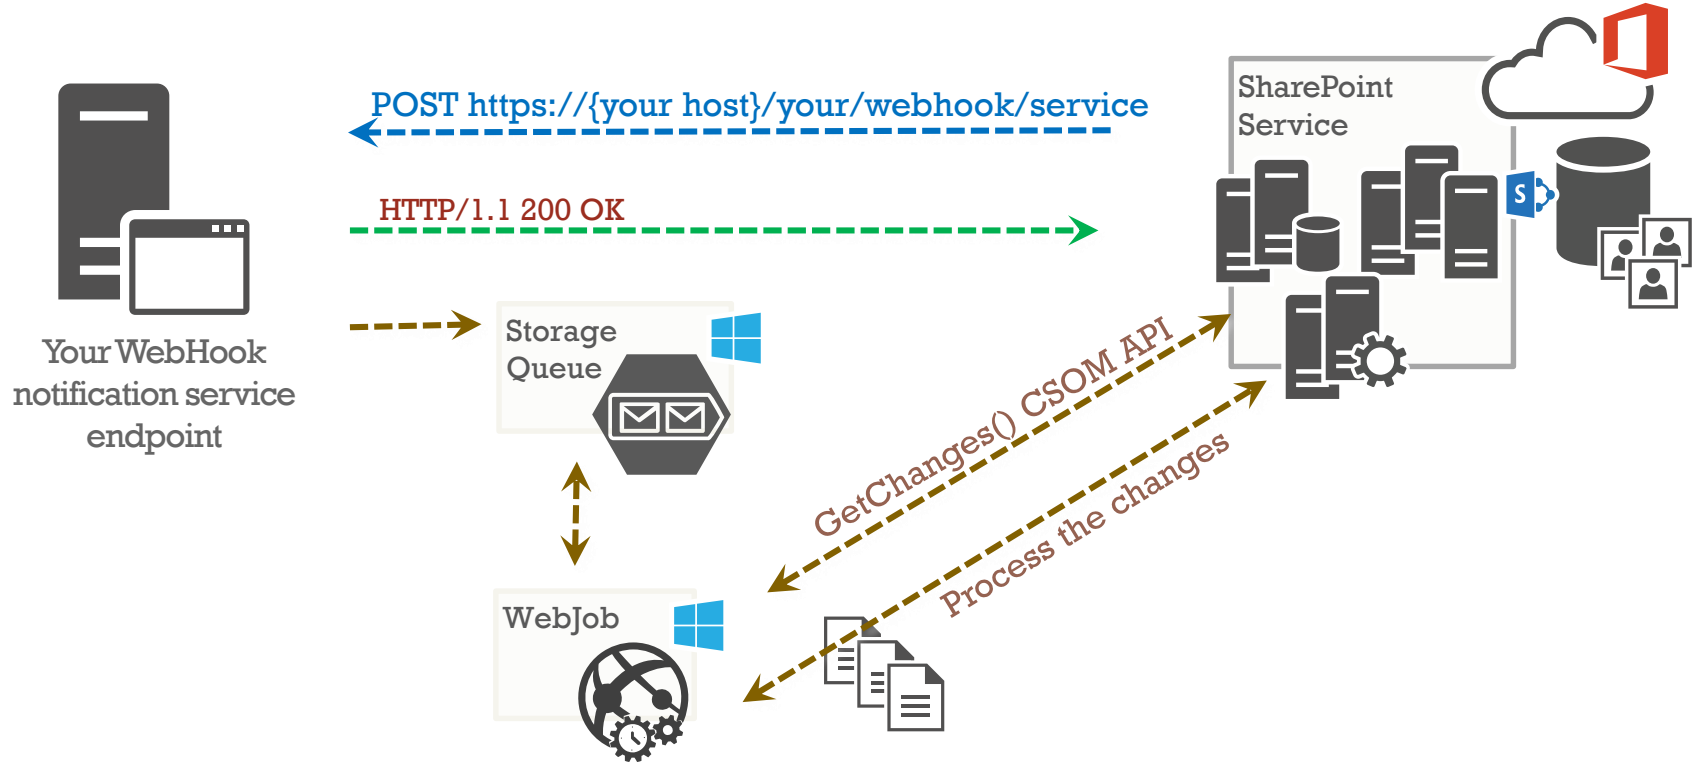 POST https://{your host}/your/webhook/service
SharePoint
Service
HTTP/1.1 200 OK
S
Your WebHook
notification service
endpoint
Storage
Queue
GetChanges() CSOM API
Process the changes
WebJob